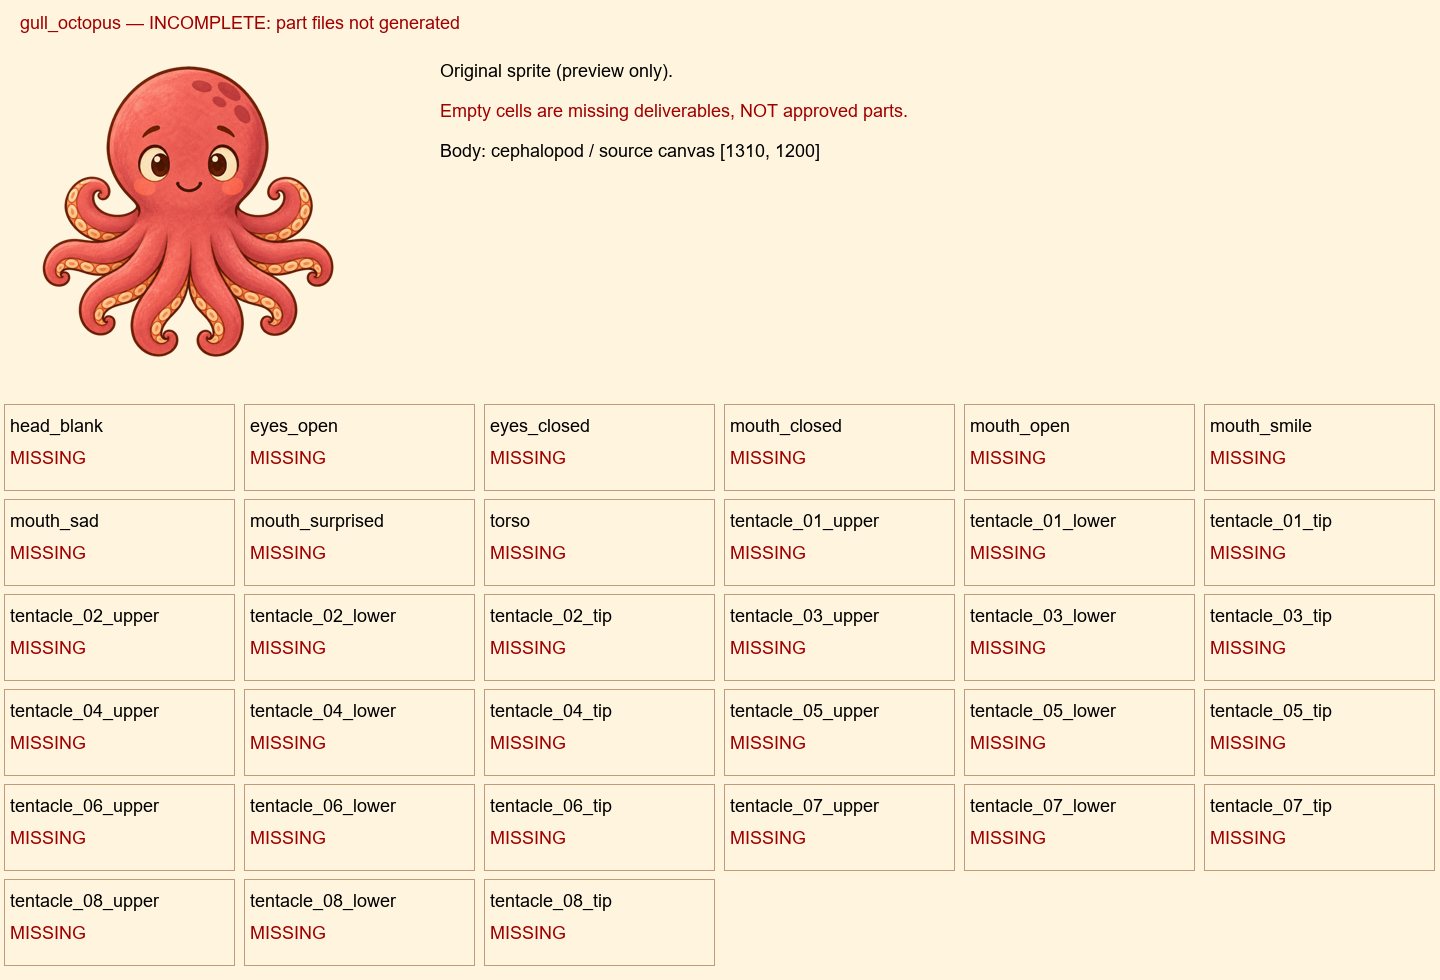 gull_octopus — INCOMPLETE: part files not generated
Original sprite (preview only).
Empty cells are missing deliverables, NOT approved parts.
Body: cephalopod / source canvas [1310, 1200]
head_blank
MISSING
eyes_open
MISSING
eyes_closed
MISSING
mouth_closed
MISSING
mouth_open
MISSING
mouth_smile
MISSING
mouth_sad
MISSING
mouth_surprised
MISSING
torso
MISSING
tentacle_01_upper
MISSING
tentacle_01_lower
MISSING
tentacle_01_tip
MISSING
tentacle_02_upper
MISSING
tentacle_02_lower
MISSING
tentacle_02_tip
MISSING
tentacle_03_upper
MISSING
tentacle_03_lower
MISSING
tentacle_03_tip
MISSING
tentacle_04_upper
MISSING
tentacle_04_lower
MISSING
tentacle_04_tip
MISSING
tentacle_05_upper
MISSING
tentacle_05_lower
MISSING
tentacle_05_tip
MISSING
tentacle_06_upper
MISSING
tentacle_06_lower
MISSING
tentacle_06_tip
MISSING
tentacle_07_upper
MISSING
tentacle_07_lower
MISSING
tentacle_07_tip
MISSING
tentacle_08_upper
MISSING
tentacle_08_lower
MISSING
tentacle_08_tip
MISSING